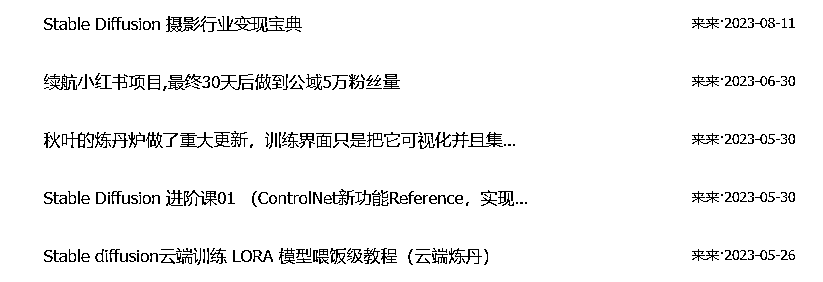 Stable Diffusion 摄影行业变现宝典 来来·2023-08-11
续航小红书项目,最终30天后做到公域5万粉丝量 来来·2023-06-30
秋叶的炼丹炉做了重大更新，训练界面只是把它可视化并且集... 来来·2023-05-30
Stable Diffusion 进阶课01 （ControlNet新功能Reference，实现... 来来·2023-05-30
Stable diffusion云端训练 LORA 模型喂饭级教程（云端炼丹） 来来·2023-05-26